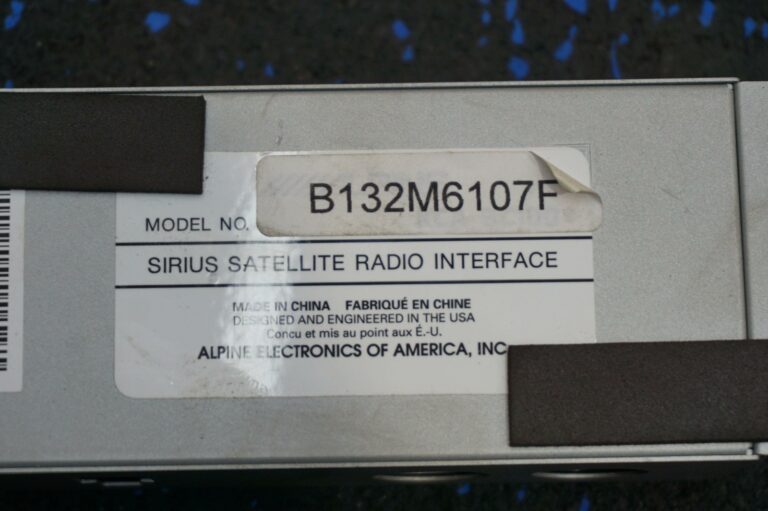 B132M6107F
MODEL NO.
SIRIUS SATELLITE RADIO INTERFACE
MADE IN CHINA FABRIQUÉ EN CHINE
DESIGNED AND ENGINEERED IN THE USA
Concu et mis au point aux É.-U.
ALPINE ELECTRONICS OF AMERICA, INC.